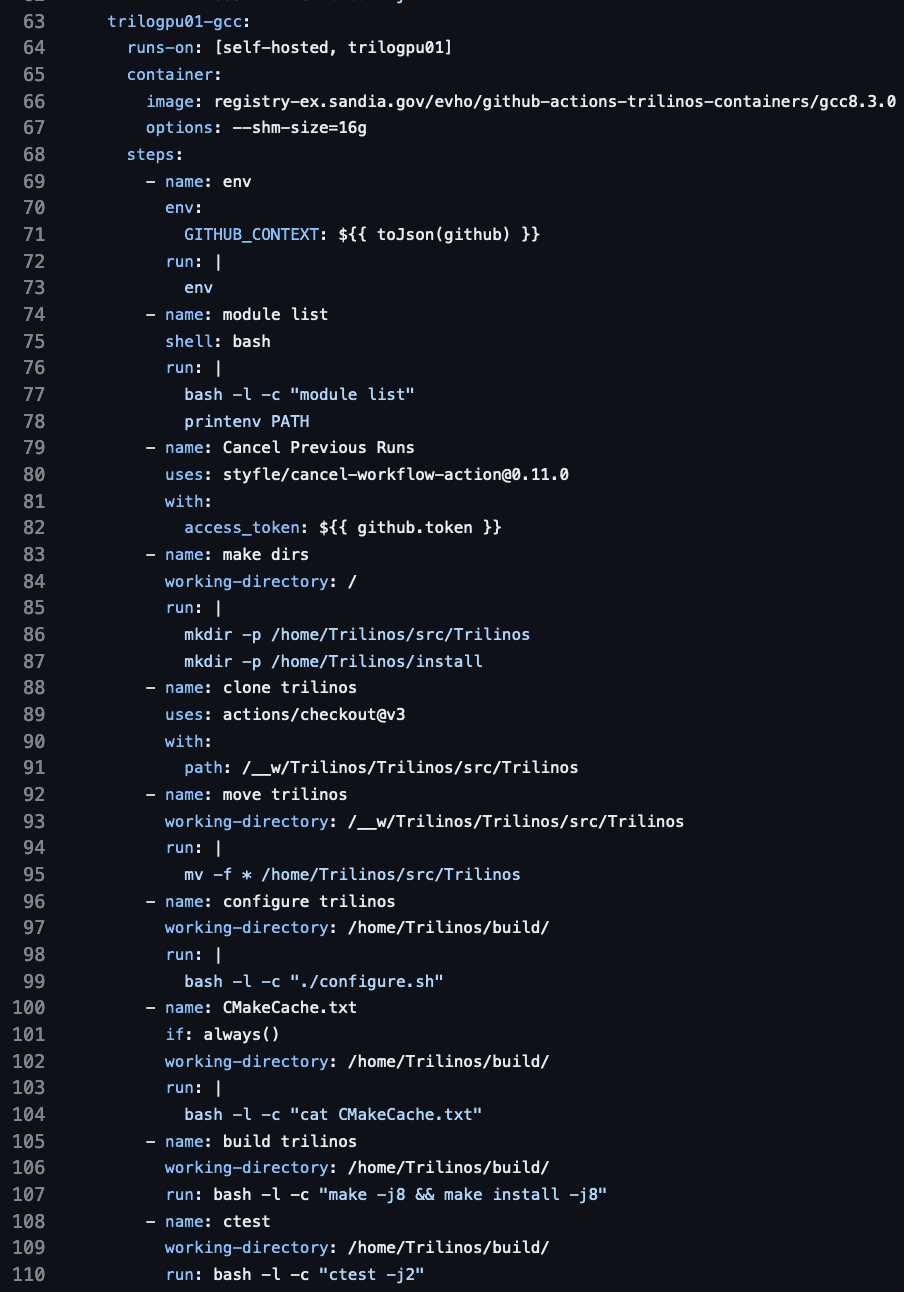 63 trilogpu01-gcc:
64 runs-on: [self-hosted, trilogpu01]
65 container:
66 image: registry-ex.sandia.gov/evho/github-actions-trilinos-containers/gcc8.3.0
67 options: --shm-size=16g
68 steps:
69 - name: env
70 env:
71 GITHUB_CONTEXT: ${{ toJson(github) }}
72 run: |
73 env
74 - name: module list
75 shell: bash
76 run: |
77 bash -l -c "module list"
78 printenv PATH
79 - name: Cancel Previous Runs
80 uses: styfle/cancel-workflow-action@0.11.0
81 with:
82 access_token: ${{ github.token }}
83 - name: make dirs
84 working-directory: /
85 run: |
86 mkdir -p /home/Trilinos/src/Trilinos
87 mkdir -p /home/Trilinos/install
88 - name: clone trilinos
89 uses: actions/checkout@v3
90 with:
91 path: /__w/Trilinos/Trilinos/src/Trilinos
92 - name: move trilinos
93 working-directory: /__w/Trilinos/Trilinos/src/Trilinos
94 run: |
95 mv -f * /home/Trilinos/src/Trilinos
96 - name: configure trilinos
97 working-directory: /home/Trilinos/build/
98 run: |
99 bash -l -c "./configure.sh"
100 - name: CMakeCache.txt
101 if: always()
102 working-directory: /home/Trilinos/build/
103 run: |
104 bash -l -c "cat CMakeCache.txt"
105 - name: build trilinos
106 working-directory: /home/Trilinos/build/
107 run: bash -l -c "make -j8 && make install -j8"
108 - name: ctest
109 working-directory: /home/Trilinos/build/
110 run: bash -l -c "ctest -j2"